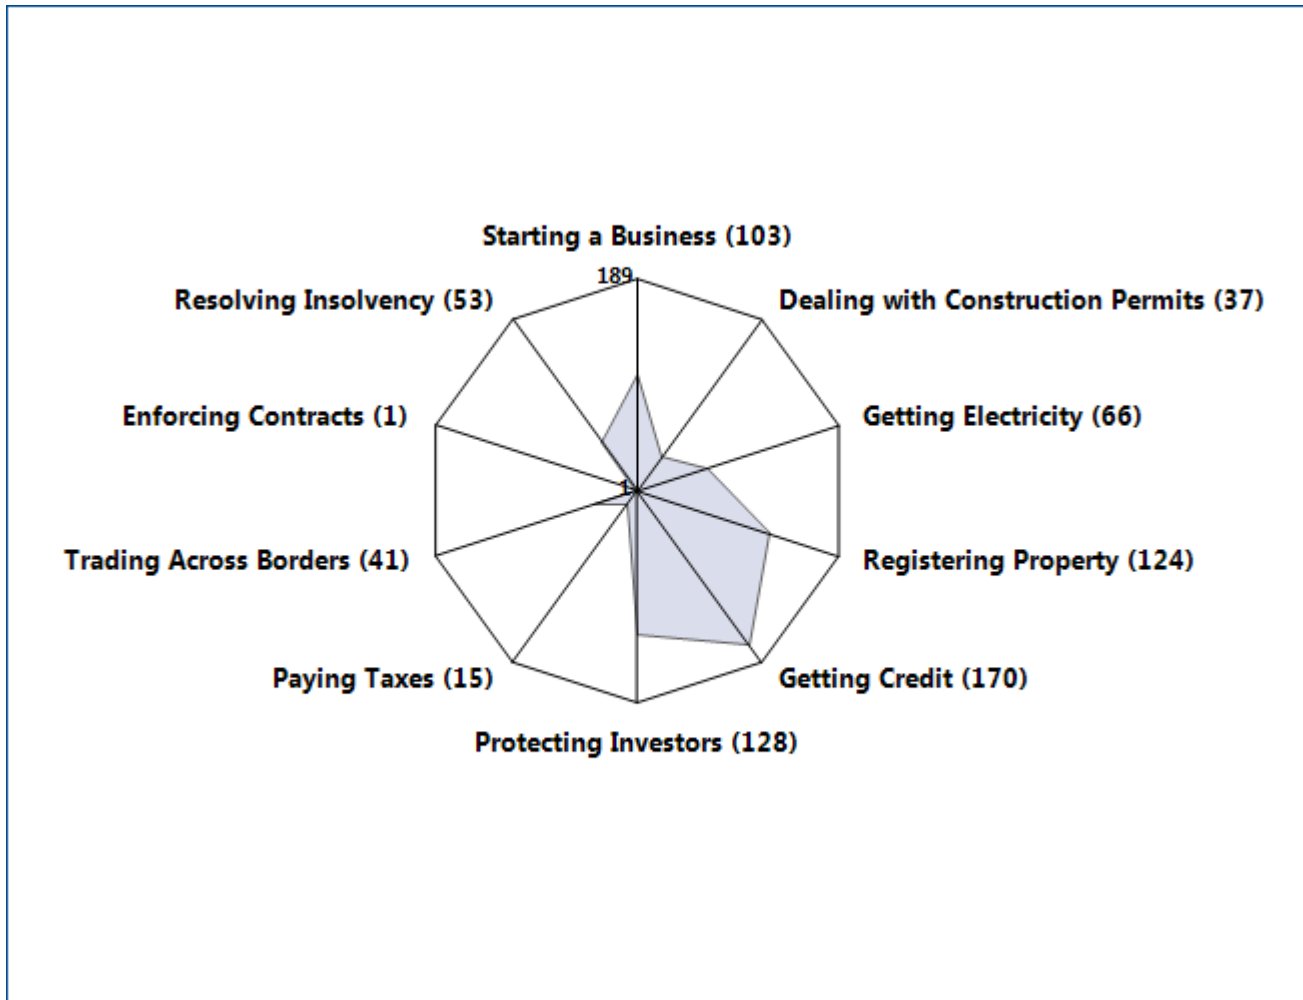 Starting a Business (103)
189
Resolving Insolvency (53)
Dealing with Construction Permits (37)
Enforcing Contracts (1)
Getting Electricity (66)
1
Trading Across Borders (41)
Registering Property (124)
Paying Taxes (15)
Getting Credit (170)
Protecting Investors (128)